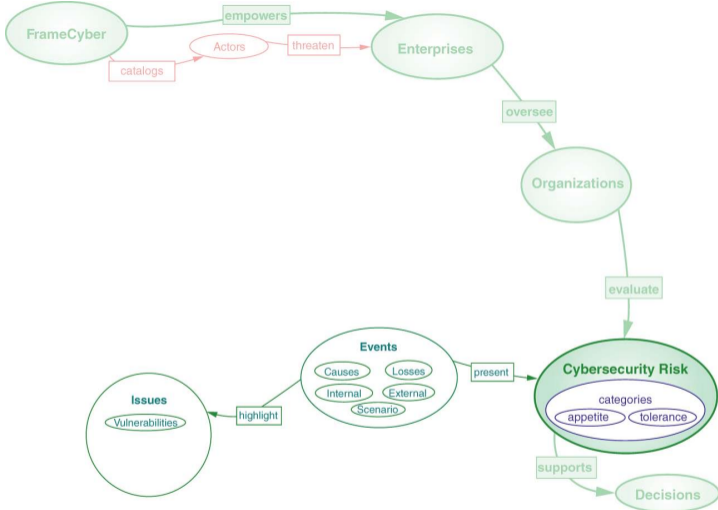 FrameCyber
empowers
Enterprises
Actors
threaten
catalogs
oversee
Organizations
evaluate
Events
Causes
Losses
Internal
External
Scenario
present
Cybersecurity Risk
categories
appetite
tolerance
Issues
Vulnerabilities
highlight
supports
Decisions